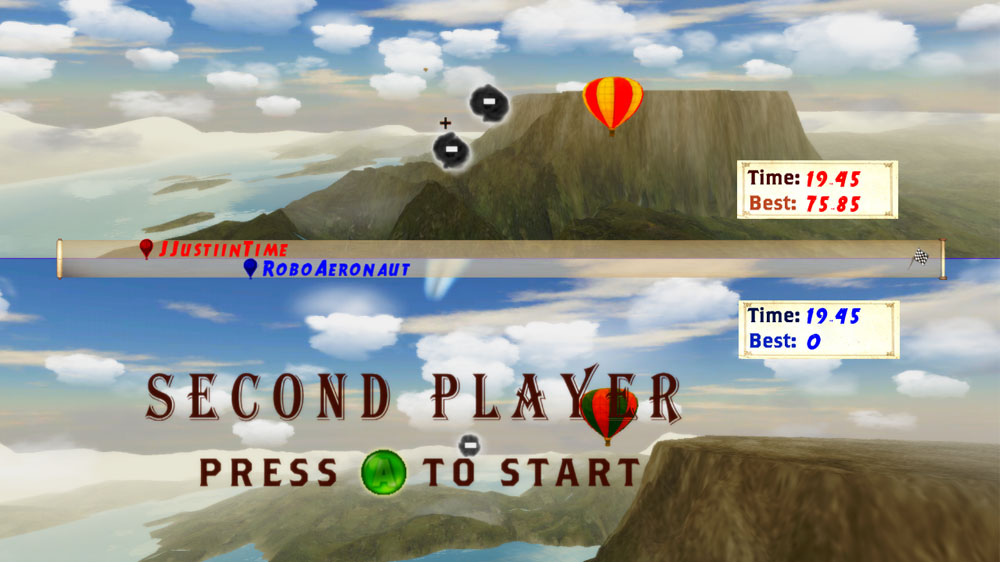 Time: 19.45
Best: 75.85
JJustiinTime
RoboAeronaut
Time: 19.45
Best: 0
SECOND PLAYER
PRESS A TO START